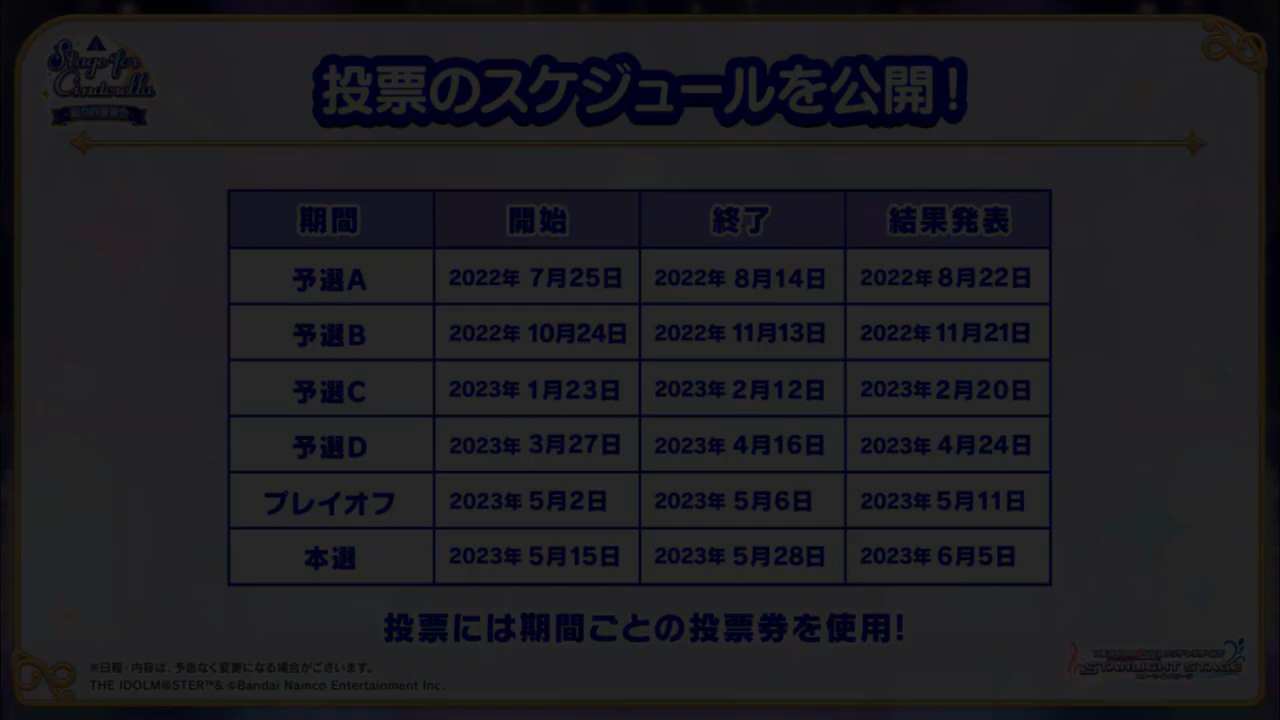 Stage for
Cinderella
投票のスケジュールを公開!
期間 開始 終了 結果発表
予選A 2022年 7月25日 2022年 8月14日 2022年 8月22日
予選B 2022年 10月24日 2022年 11月13日 2022年 11月21日
予選C 2023年 1月23日 2023年 2月12日 2023年 2月20日
予選D 2023年 3月27日 2023年 4月16日 2023年 4月24日
プレイオフ 2023年 5月2日 2023年 5月6日 2023年 5月11日
本選 2023年 5月15日 2023年 5月28日 2023年 6月5日
投票には期間ごとの投票券を使用!
※日程・内容は、予告なく変更になる場合がございます。
THE IDOLM@STER™& ©Bandai Namco Entertainment Inc.
STARLIGHT STAGE